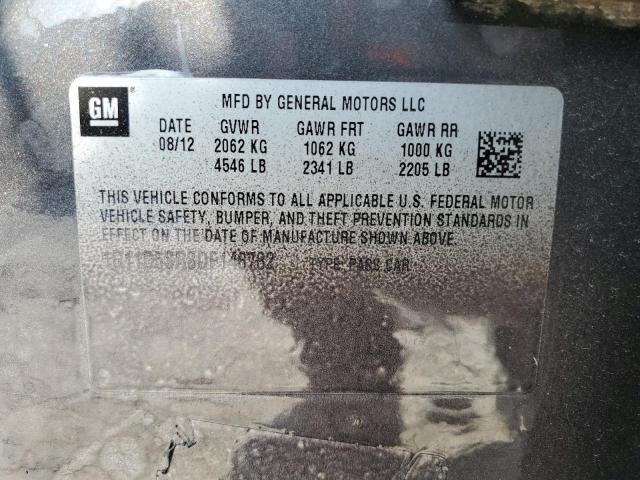 GM
MFD BY GENERAL MOTORS LLC
DATE GVWR GAWR FRT GAWR RR
08/12 2062 KG 1062 KG 1000 KG
4546 LB 2341 LB 2205 LB
THIS VEHICLE CONFORMS TO ALL APPLICABLE U.S. FEDERAL MOTOR
VEHICLE SAFETY, BUMPER, AND THEFT PREVENTION STANDARDS IN
EFFECT ON THE DATE OF MANUFACTURE SHOWN ABOVE.
TYPE: PASS CAR